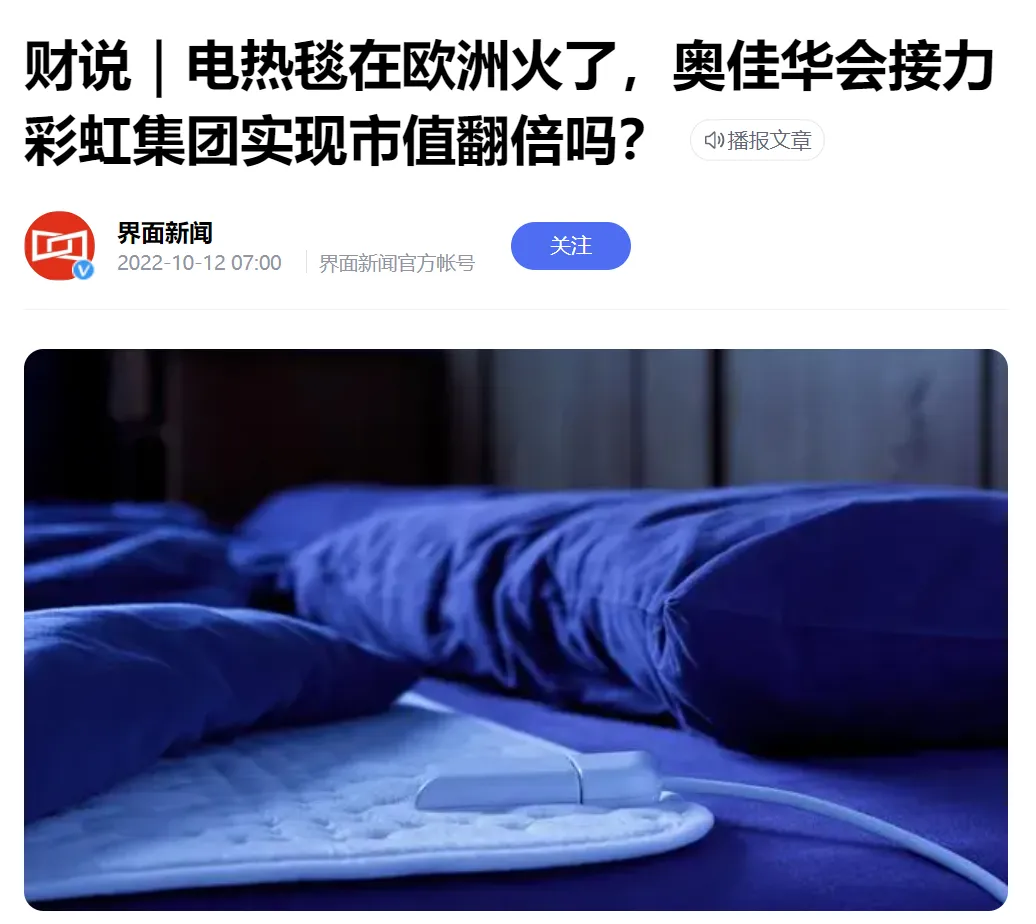 财说｜电热毯在欧洲火了，奥佳华会接力
彩虹集团实现市值翻倍吗？
播报文章
界面新闻
2022-10-12 07:00 界面新闻官方帐号
关注